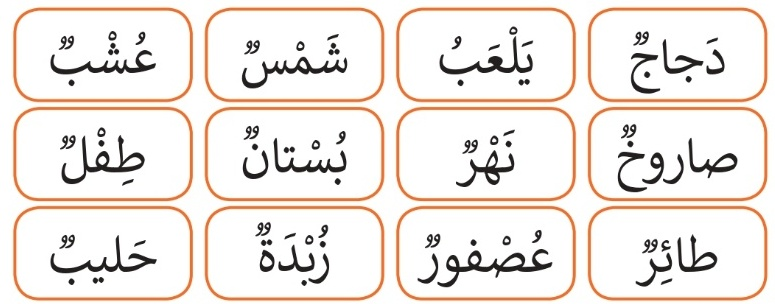 دَجاجٌ يَلْعَبُ شَمْسٌ عُشْبٌ
صاروخٌ نَهْرٌ بُسْتانٌ طِفْلٌ
طائِرٌ عُصْفورٌ زُبْدَةٌ حَليبٌ